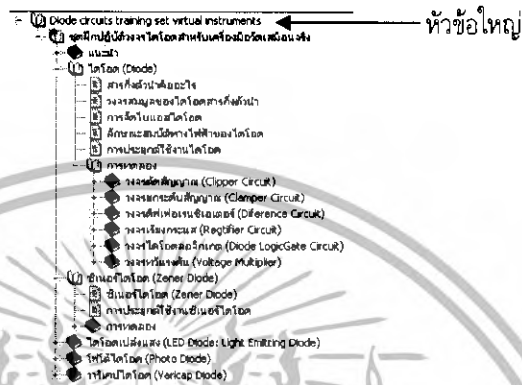 Diode circuits training set virtual instruments
หัวข้อใหญ่
ชุดฝึกปฏิบัติวงจรไดโอดสำหรับเครื่องมือวัดเสมือนจริง
แนะนำ
ไดโอด (Diode)
สารกึ่งตัวนำคืออะไร
วงจรสมมูลของไดโอดสารกึ่งตัวนำ
การจัดไบแอสไดโอด
ลักษณะสมบัติทางไฟฟ้าของไดโอด
การประยุกต์ใช้งานไดโอด
การทดลอง
วงจรตัดสัญญาณ (Clipper Circuit)
วงจรยกระดับสัญญาณ (Clamper Circuit)
วงจรดิฟเฟอเรนชิเอเตอร์ (Diference Circuit)
วงจรเรียงกระแส (Regtifier Circuit)
วงจรไดโอดลอจิกเกต (Diode LogicGate Circuit)
วงจรทวีแรงดัน (Voltage Multiplier)
ซีเนอร์ไดโอด (Zener Diode)
ซีเนอร์ไดโอด (Zener Diode)
การประยุกต์ใช้งานซีเนอร์ไดโอด
การทดลอง
ไดโอดเปล่งแสง (LED Diode: Light Emitting Diode)
โฟโต้ไดโอด (Photo Diode)
วาริแคปไดโอด (Varicap Diode)